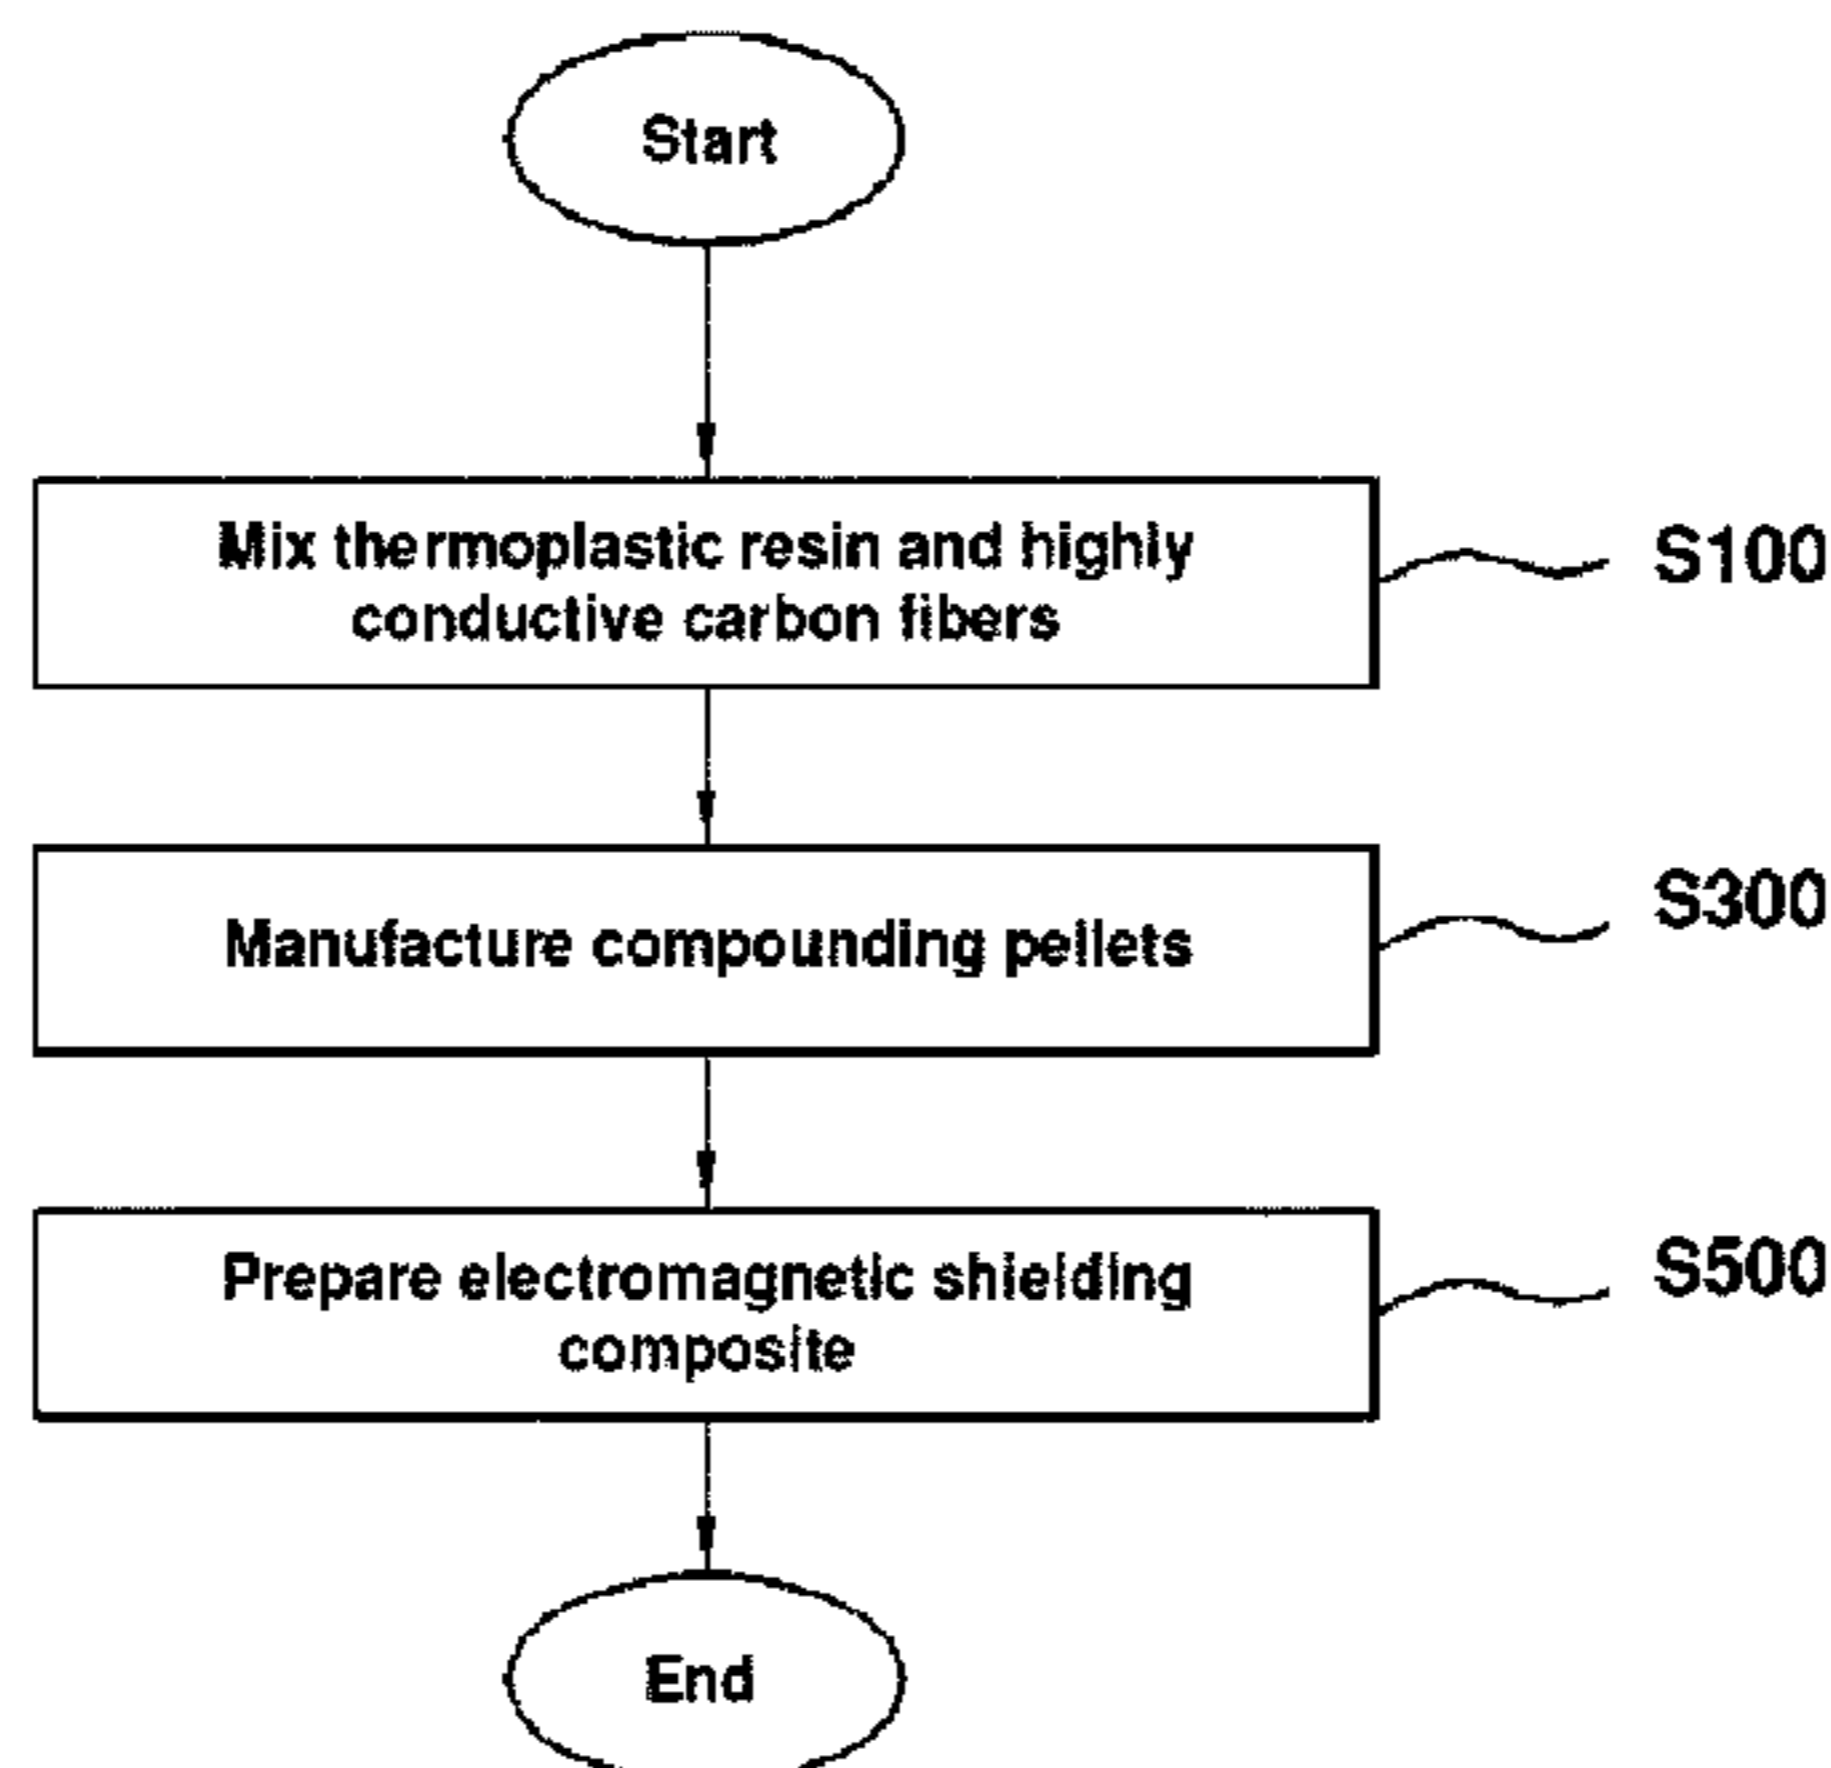 Start
Mix thermoplastic resin and highly
conductive carbon fibers
S100
Manufacture compounding pellets
S300
Prepare electromagnetic shielding
composite
S500
End